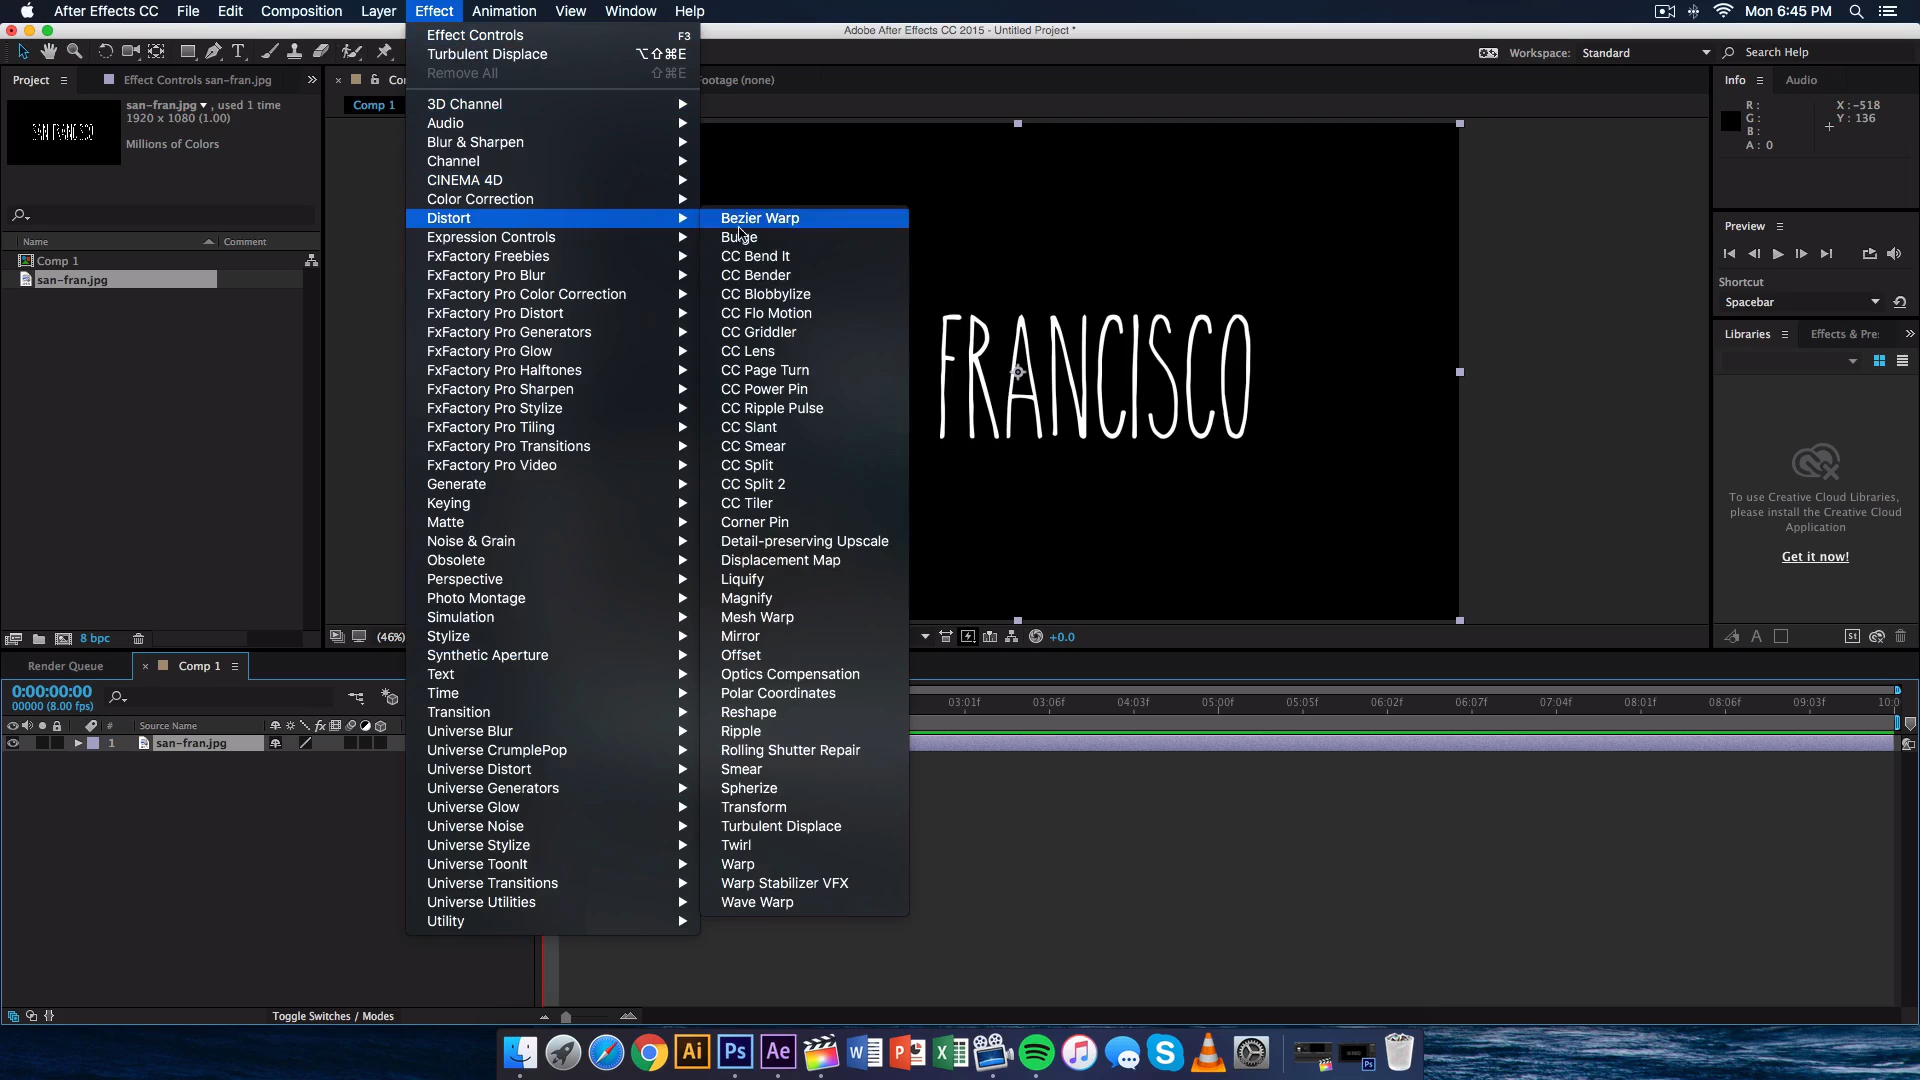 After Effects CC File Edit Composition Layer Effect Animation View Window Help Mon 6:45 PM
Adobe After Effects CC 2015 - Untitled Project *
Workspace: Standard Search Help
Project Effect Controls san-fran.jpg
san-fran.jpg , used 1 time
1920 x 1080 (1.00)
Millions of Colors
SAN FRANCISCO
Name Comment
Comp 1
san-fran.jpg
8 bpc
Effect Controls F3
Turbulent Displace ⌥⇧⌘E
Remove All ⇧⌘E
3D Channel
Audio
Blur & Sharpen
Channel
CINEMA 4D
Color Correction
Distort
Expression Controls
FxFactory Freebies
FxFactory Pro Blur
FxFactory Pro Color Correction
FxFactory Pro Distort
FxFactory Pro Generators
FxFactory Pro Glow
FxFactory Pro Halftones
FxFactory Pro Sharpen
FxFactory Pro Stylize
FxFactory Pro Tiling
FxFactory Pro Transitions
FxFactory Pro Video
Generate
Keying
Matte
Noise & Grain
Obsolete
Perspective
Photo Montage
Simulation
Stylize
Synthetic Aperture
Text
Time
Transition
Universe Blur
Universe CrumplePop
Universe Distort
Universe Generators
Universe Glow
Universe Noise
Universe Stylize
Universe ToonIt
Universe Transitions
Universe Utilities
Utility
Bezier Warp
Bulge
CC Bend It
CC Bender
CC Blobbylize
CC Flo Motion
CC Griddler
CC Lens
CC Page Turn
CC Power Pin
CC Ripple Pulse
CC Slant
CC Smear
CC Split
CC Split 2
CC Tiler
Corner Pin
Detail-preserving Upscale
Displacement Map
Liquify
Magnify
Mesh Warp
Mirror
Offset
Optics Compensation
Polar Coordinates
Reshape
Ripple
Rolling Shutter Repair
Smear
Spherize
Transform
Turbulent Displace
Twirl
Warp
Warp Stabilizer VFX
Wave Warp
Co
ootage (none)
Comp 1
FRANCISCO
(46%) +0.0
Info Audio
R: X: -518
G: Y: 136
B:
A: 0
Preview
Shortcut
Spacebar
Libraries Effects & Pre:
To use Creative Cloud Libraries,
please install the Creative Cloud
Application
Get it now!
St
Render Queue Comp 1
0:00:00:00
00000 (8.00 fps)
# Source Name fx
1 san-fran.jpg
03:01f 03:06f 04:03f 05:00f 05:05f 06:02f 06:07f 07:04f 08:01f 08:06f 09:03f 10:0
Toggle Switches / Modes
Ai Ps Ae W P X S
Ps